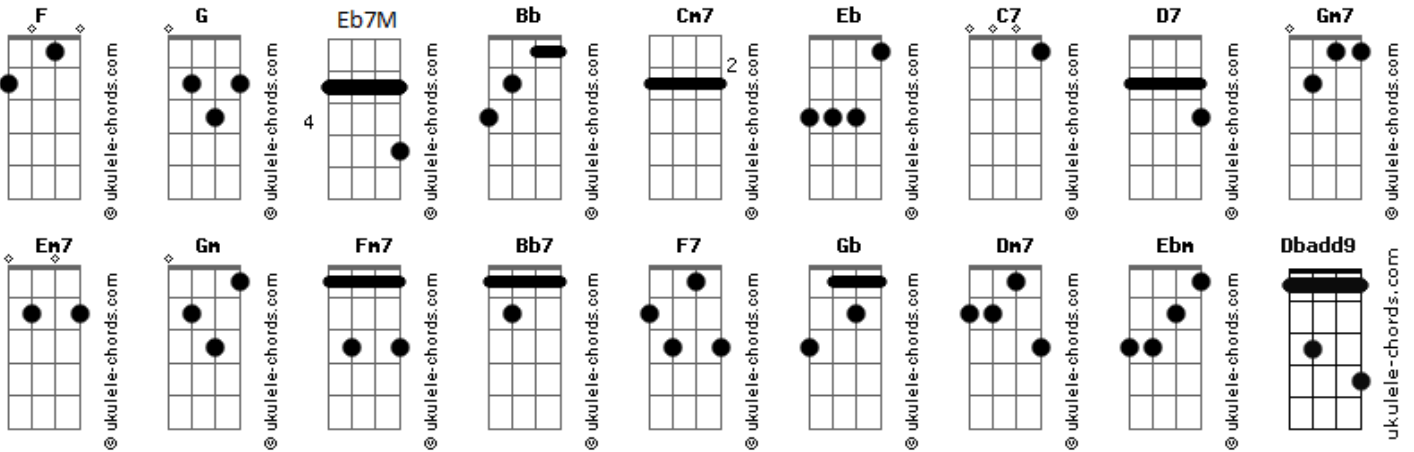 F G Eb7M Bb Cm7 Eb C7 D7 Gm7
© ukulele-chords.com © ukulele-chords.com © ukulele-chords.com © ukulele-chords.com © ukulele-chords.com © ukulele-chords.com © ukulele-chords.com © ukulele-chords.com © ukulele-chords.com
4 2
Em7 Gm Fm7 Bb7 F7 Gb Dm7 Ebm Dbadd9
© ukulele-chords.com © ukulele-chords.com © ukulele-chords.com © ukulele-chords.com © ukulele-chords.com © ukulele-chords.com © ukulele-chords.com © ukulele-chords.com ukulele-chords.com